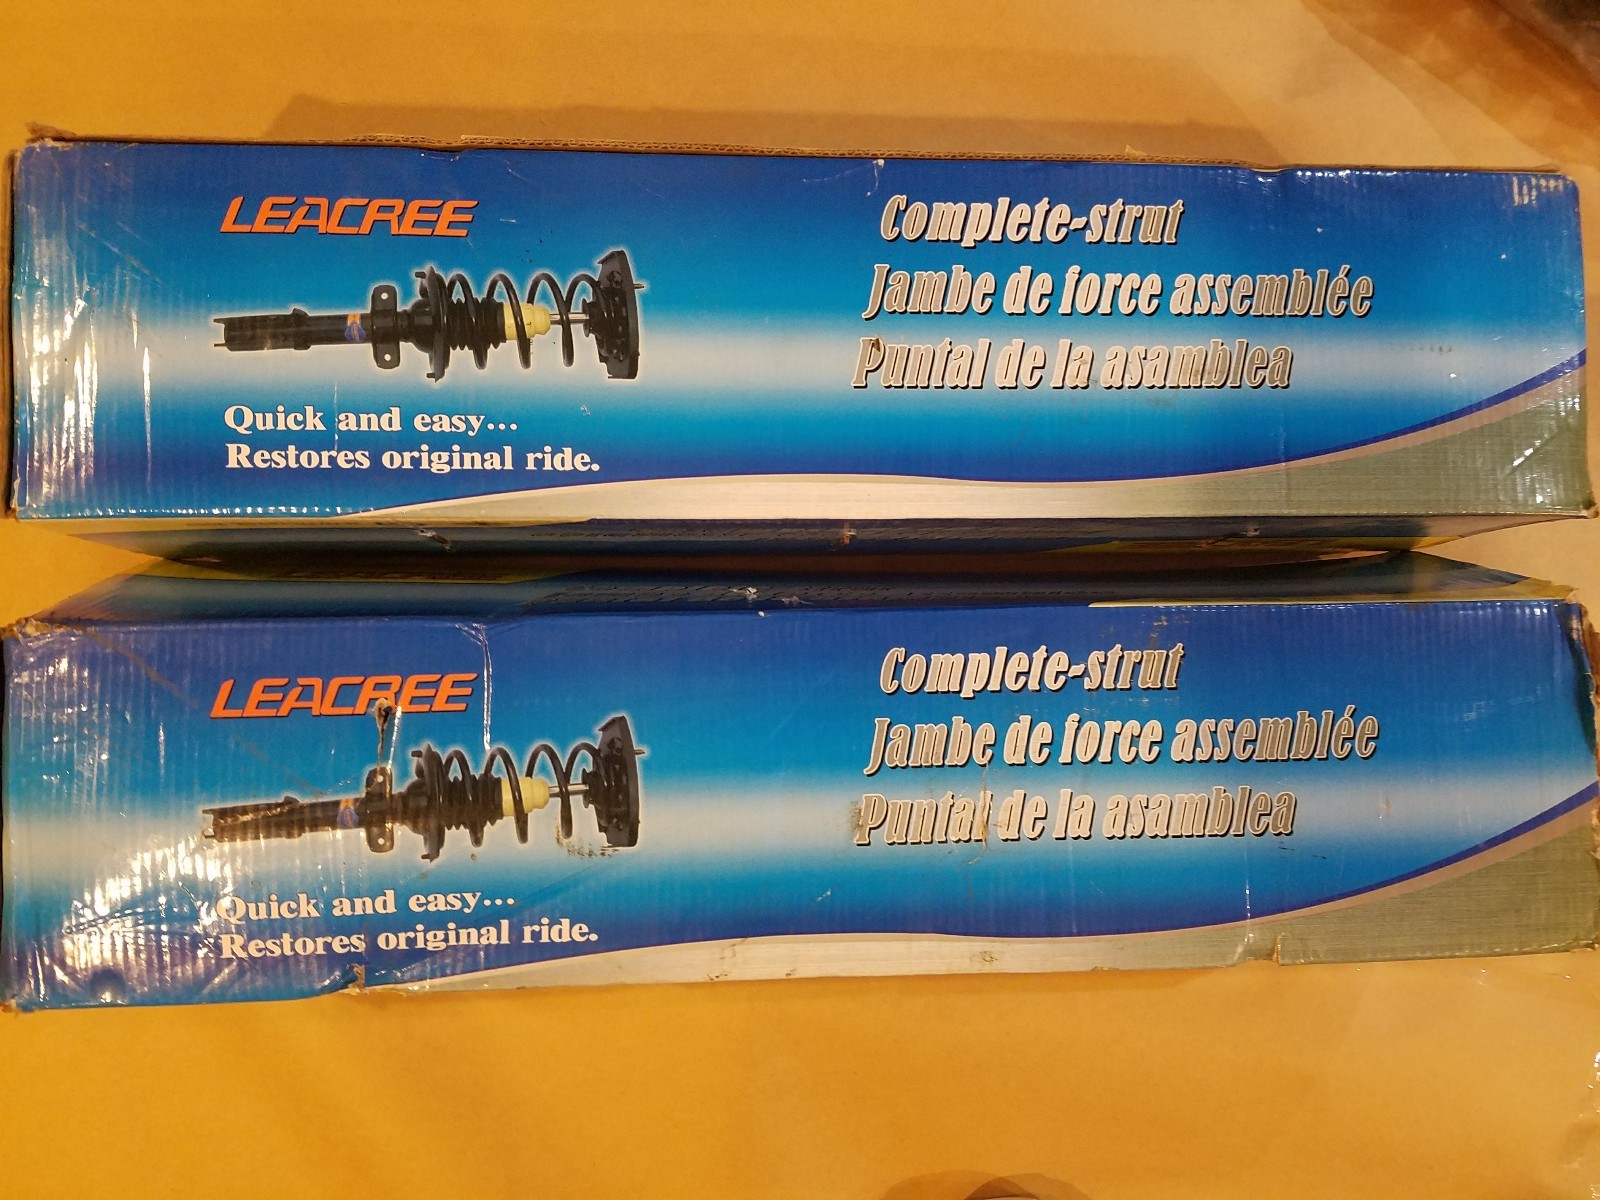 LEACREE
Complete-strut
Jambe de force assemblée
Puntal de la asamblea
Quick and easy...
Restores original ride.
LEACREE
Complete-strut
Jambe de force assemblée
Puntal de la asamblea
Quick and easy...
Restores original ride.